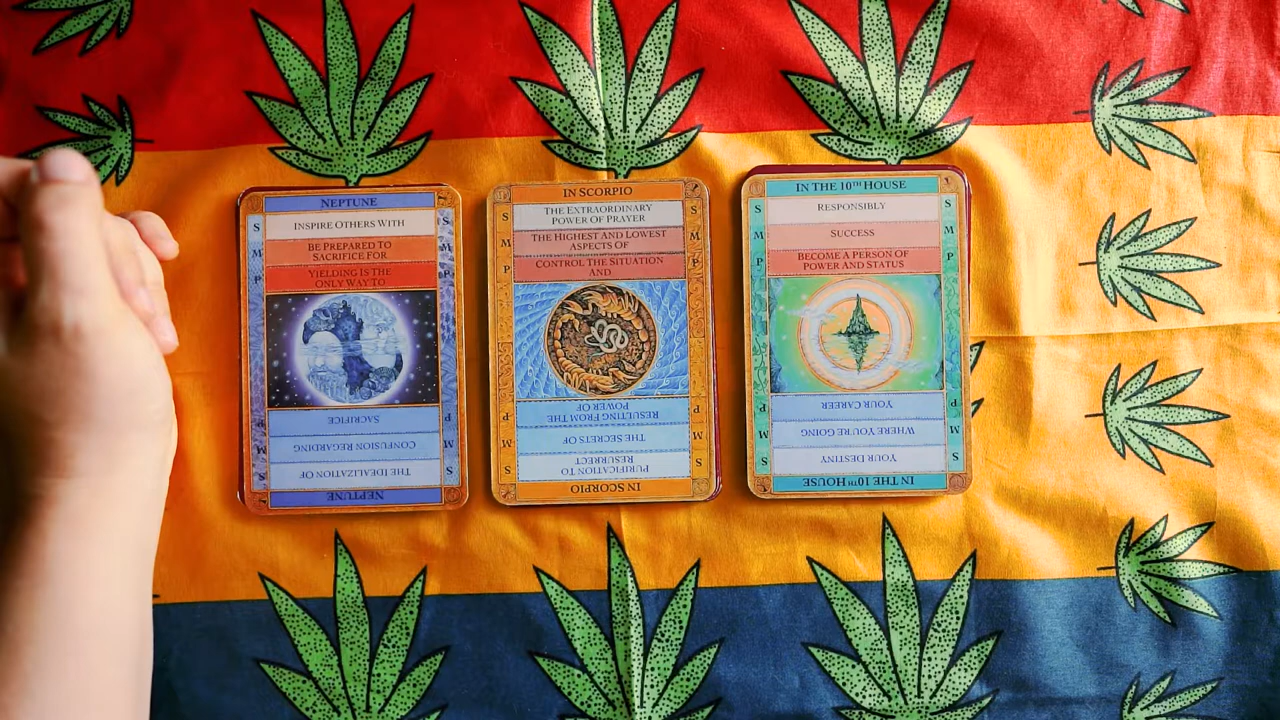 NEPTUNE
S
INSPIRE OTHERS WITH
M
BE PREPARED TO
SACRIFICE FOR
M
P
YIELDING IS THE
ONLY WAY TO
P
P
SACRIFICE
P
M
CONFUSION REGARDING
M
S
THE IDEALIZATION OF
S
NEPTUNE
IN SCORPIO
S
THE EXTRAORDINARY
POWER OF PRAYER
S
M
THE HIGHEST AND LOWEST
ASPECTS OF
M
P
CONTROL THE SITUATION
AND
P
P
RESULTING FROM THE
POWER OF
P
M
THE SECRETS OF
M
S
PURIFICATION TO
RESURRECT
S
IN SCORPIO
IN THE 10TH HOUSE
S
RESPONSIBLY
S
M
SUCCESS
M
P
BECOME A PERSON OF
POWER AND STATUS
P
P
YOUR CAREER
P
M
WHERE YOU'RE GOING
M
S
YOUR DESTINY
S
IN THE 10TH HOUSE